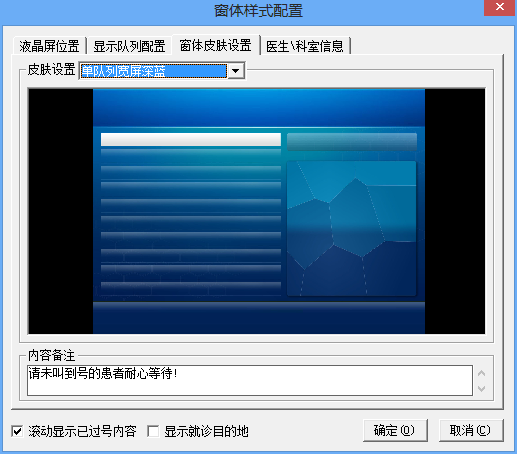 窗体样式配置
液晶屏位置 显示队列配置 窗体皮肤设置 医生\科室信息
皮肤设置 单队列宽屏深蓝
内容备注
请未叫到号的患者耐心等待!
滚动显示已过号内容 显示就诊目的地 确定(O) 取消(C)